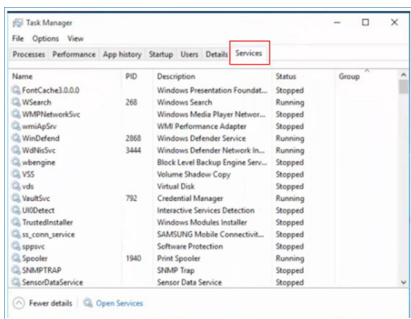 Task Manager
File Options View
Processes Performance App history Startup Users Details Services
Name PID Description Status Group
FontCache3.0.0.0 Windows Presentation Foundat... Stopped
WSearch 268 Windows Search Running
WMPNetworkSvc Windows Media Player Networ... Stopped
wmiApSrv WMI Performance Adapter Stopped
WinDefend 2868 Windows Defender Service Running
WdNisSvc 3444 Windows Defender Network In... Running
wbengine Block Level Backup Engine Serv... Stopped
VSS Volume Shadow Copy Stopped
vds Virtual Disk Stopped
VaultSvc 792 Credential Manager Running
UI0Detect Interactive Services Detection Stopped
TrustedInstaller Windows Modules Installer Stopped
ss_conn_service SAMSUNG Mobile Connectivit... Stopped
sppsvc Software Protection Stopped
Spooler 1940 Print Spooler Running
SNMPTRAP SNMP Trap Stopped
SensorDataService Sensor Data Service Stopped
Fewer details Open Services